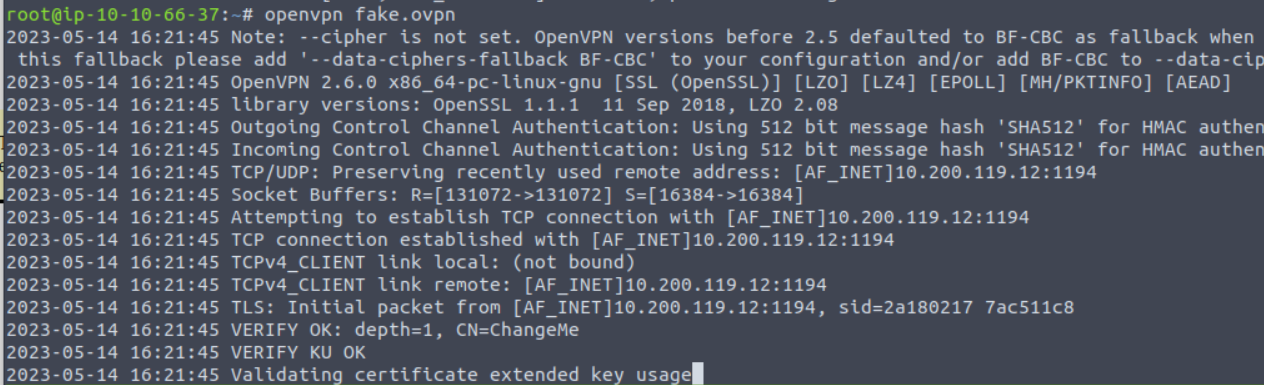 root@ip-10-10-66-37:~# openvpn fake.ovpn
2023-05-14 16:21:45 Note: --cipher is not set. OpenVPN versions before 2.5 defaulted to BF-CBC as fallback when
this fallback please add '--data-ciphers-fallback BF-CBC' to your configuration and/or add BF-CBC to --data-cip
2023-05-14 16:21:45 OpenVPN 2.6.0 x86_64-pc-linux-gnu [SSL (OpenSSL)] [LZO] [LZ4] [EPOLL] [MH/PKTINFO] [AEAD]
2023-05-14 16:21:45 library versions: OpenSSL 1.1.1  11 Sep 2018, LZO 2.08
2023-05-14 16:21:45 Outgoing Control Channel Authentication: Using 512 bit message hash 'SHA512' for HMAC authen
2023-05-14 16:21:45 Incoming Control Channel Authentication: Using 512 bit message hash 'SHA512' for HMAC authen
2023-05-14 16:21:45 TCP/UDP: Preserving recently used remote address: [AF_INET]10.200.119.12:1194
2023-05-14 16:21:45 Socket Buffers: R=[131072->131072] S=[16384->16384]
2023-05-14 16:21:45 Attempting to establish TCP connection with [AF_INET]10.200.119.12:1194
2023-05-14 16:21:45 TCP connection established with [AF_INET]10.200.119.12:1194
2023-05-14 16:21:45 TCPv4_CLIENT link local: (not bound)
2023-05-14 16:21:45 TCPv4_CLIENT link remote: [AF_INET]10.200.119.12:1194
2023-05-14 16:21:45 TLS: Initial packet from [AF_INET]10.200.119.12:1194, sid=2a180217 7ac511c8
2023-05-14 16:21:45 VERIFY OK: depth=1, CN=ChangeMe
2023-05-14 16:21:45 VERIFY KU OK
2023-05-14 16:21:45 Validating certificate extended key usage